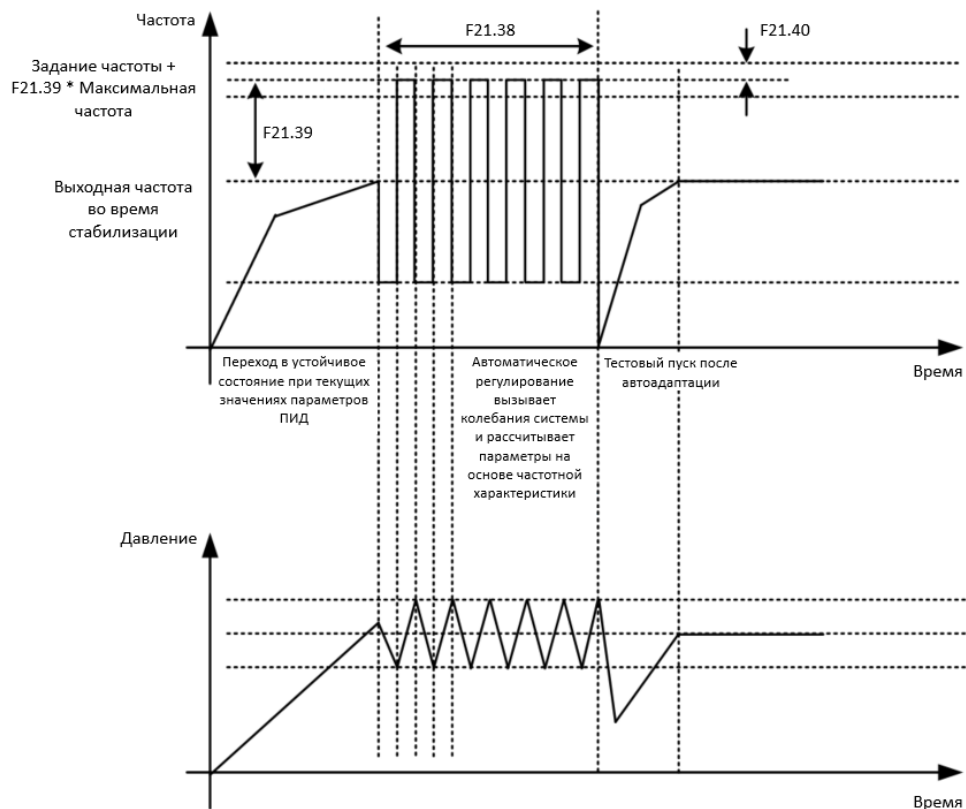 Частота
F21.38
F21.40
Задание частоты +
F21.39 * Максимальная
частота
F21.39
Выходная частота
во время
стабилизации
Время
Переход в устойчивое
состояние при текущих
значениях параметров
ПИД
Автоматическое
регулирование
вызывает
колебания системы
и рассчитывает
параметры на
основе частотной
характеристики
Тестовый пуск после
автоадаптации
Давление
Время